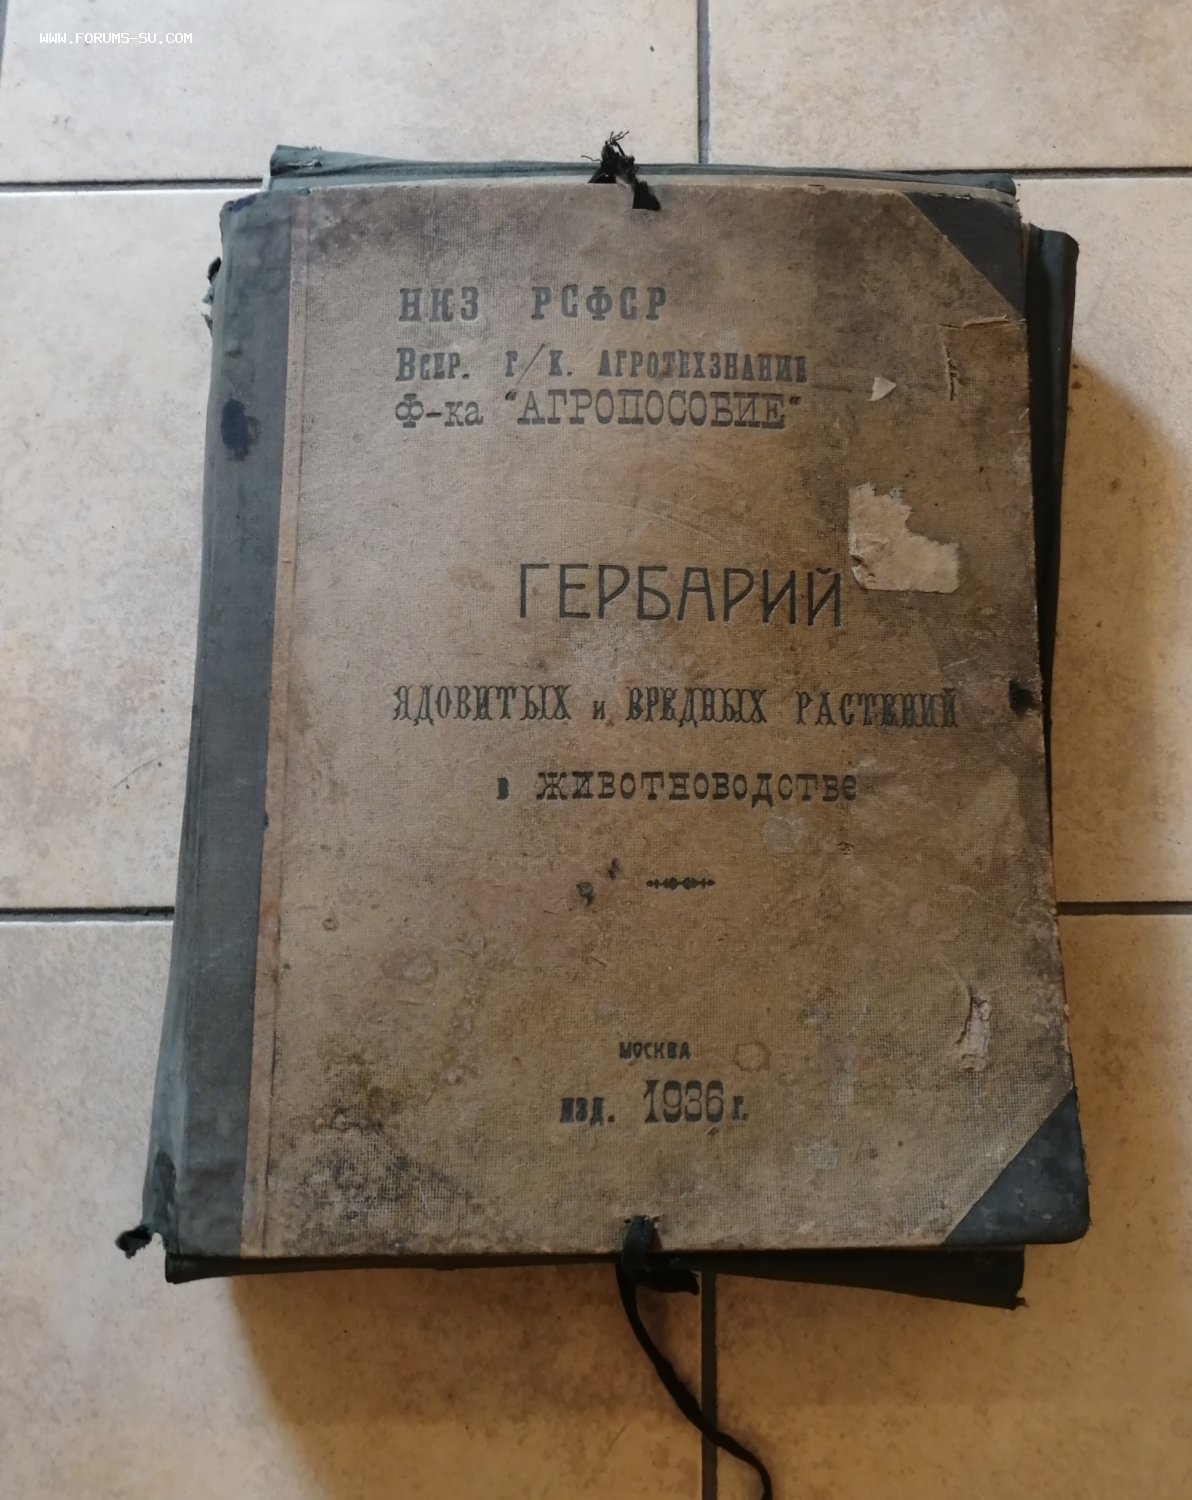 www.forums-su.com
НКЗ РСФСР
Всер. г/к. АГРОТЕХЗНАНИЕ
Ф-ка "АГРОПОСОБИЕ"
ГЕРБАРИЙ
ЯДОВИТЫХ и ВРЕДНЫХ РАСТЕНИЙ
в ЖИВОТНОВОДСТВЕ
МОСКВА
изд. 1936 г.